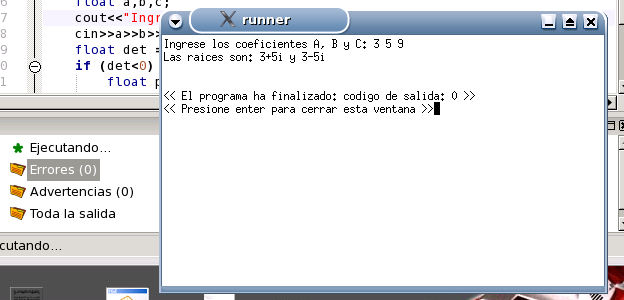 runner
6 float a,b,c;
7 cout<<"Ingr
8 cin>>a>>b>>
9 float det =
0 if (det<0)
1 float p
Ingrese los coeficientes A, B y C: 3 5 9
Las raices son: 3+5i y 3-5i
<< El programa ha finalizado: codigo de salida: 0 >>
<< Presione enter para cerrar esta ventana >>
Ejecutando...
Errores (0)
Advertencias (0)
Toda la salida
cutando...